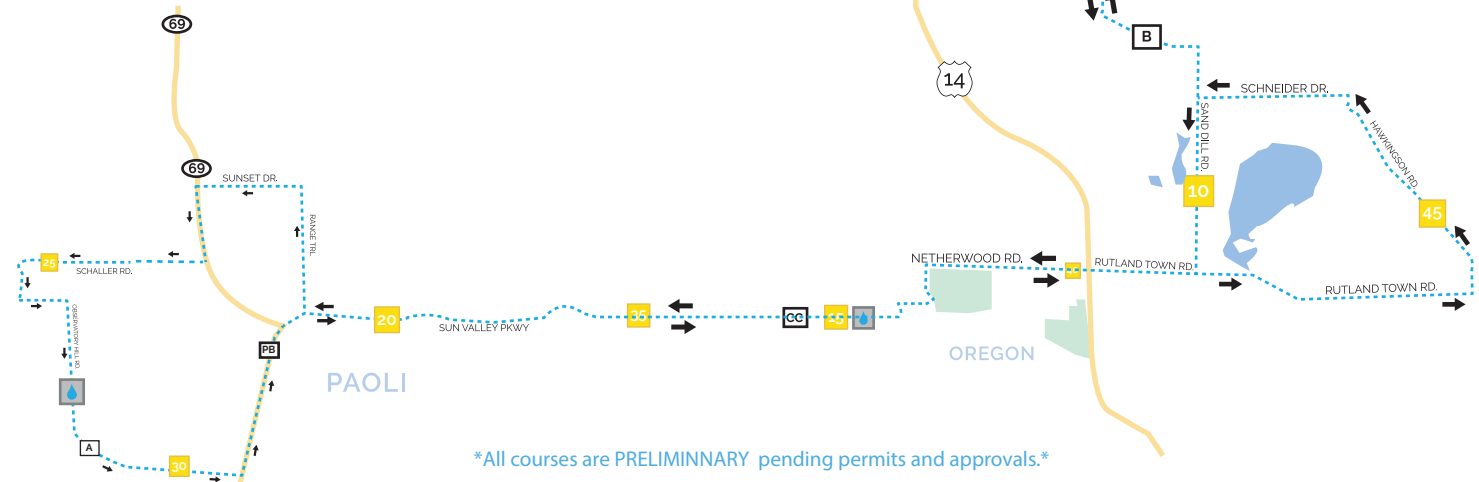 69
B
14
SCHNEIDER DR.
SAND DILL RD.
HAWKINGSON RD.
69
SUNSET DR.
10
45
RANGE TRL
NETHERWOOD RD.
RUTLAND TOWN RD.
25
SCHALLER RD.
RUTLAND TOWN RD.
OBSERVATORY HILL RD
20
SUN VALLEY PKWY
35
CC
15
PB
OREGON
PAOLI
A
30
*All courses are PRELIMINNARY pending permits and approvals.*